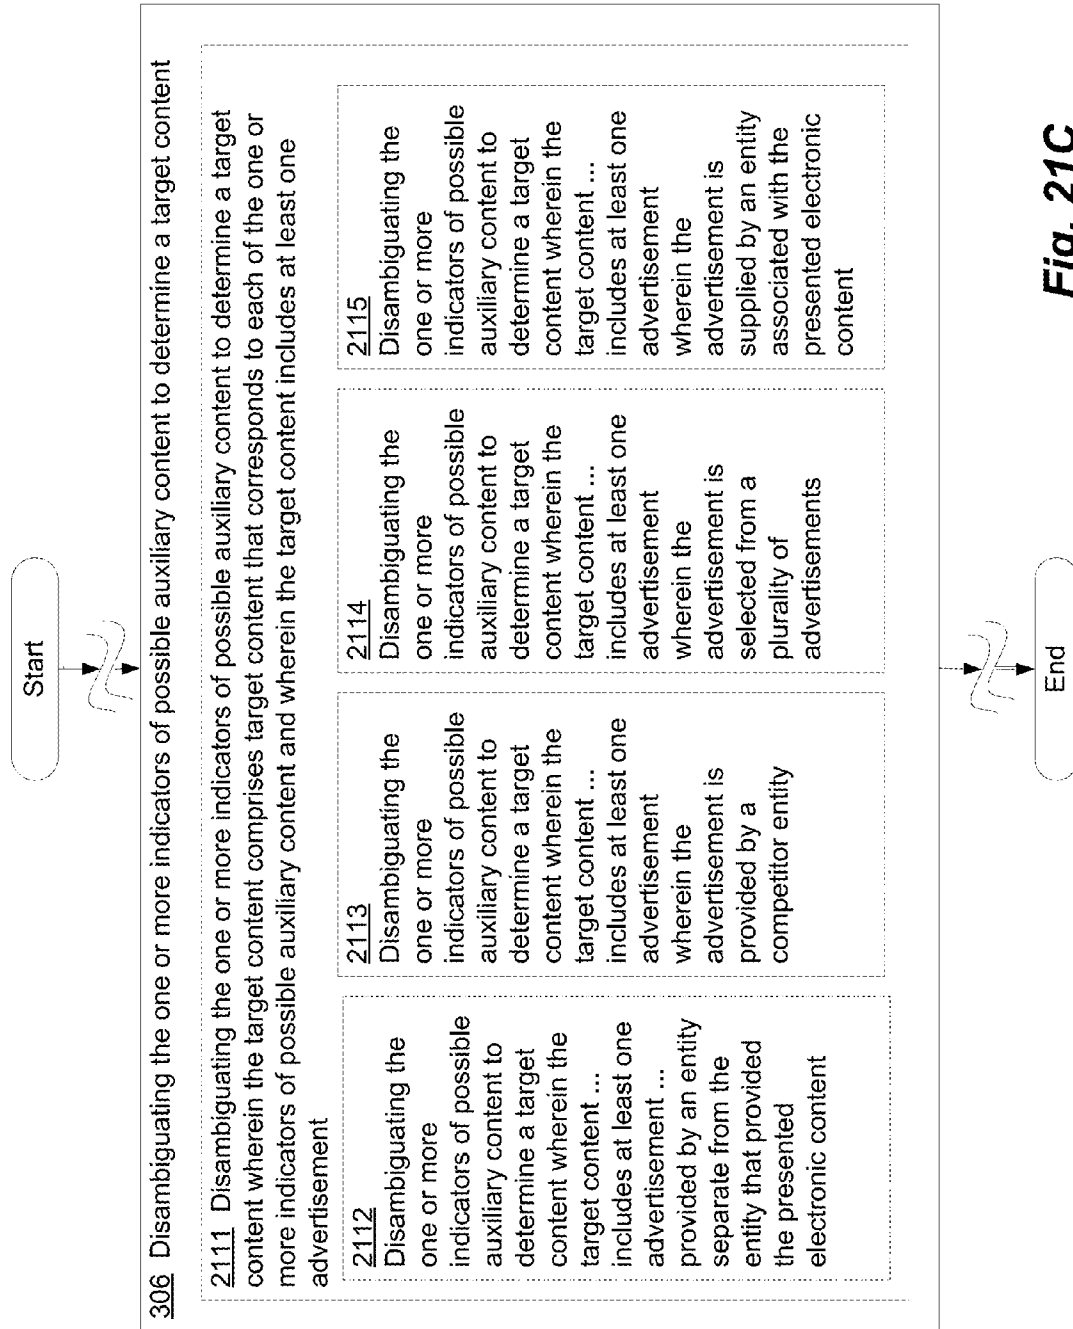 Start
306 Disambiguating the one or more indicators of possible auxiliary content to determine a target content
2111 Disambiguating the one or more indicators of possible auxiliary content to determine a target
content wherein the target content comprises target content that corresponds to each of the one or
more indicators of possible auxiliary content and wherein the target content includes at least one
advertisement
2112
Disambiguating the
one or more
indicators of possible
auxiliary content to
determine a target
content wherein the
target content ...
includes at least one
advertisement ...
provided by an entity
separate from the
entity that provided
the presented
electronic content
2113
Disambiguating the
one or more
indicators of possible
auxiliary content to
determine a target
content wherein the
target content ...
includes at least one
advertisement
wherein the
advertisement is
provided by a
competitor entity
2114
Disambiguating the
one or more
indicators of possible
auxiliary content to
determine a target
content wherein the
target content ...
includes at least one
advertisement
wherein the
advertisement is
selected from a
plurality of
advertisements
2115
Disambiguating the
one or more
indicators of possible
auxiliary content to
determine a target
content wherein the
target content ...
includes at least one
advertisement
wherein the
advertisement is
supplied by an entity
associated with the
presented electronic
content
End
Fig. 21C